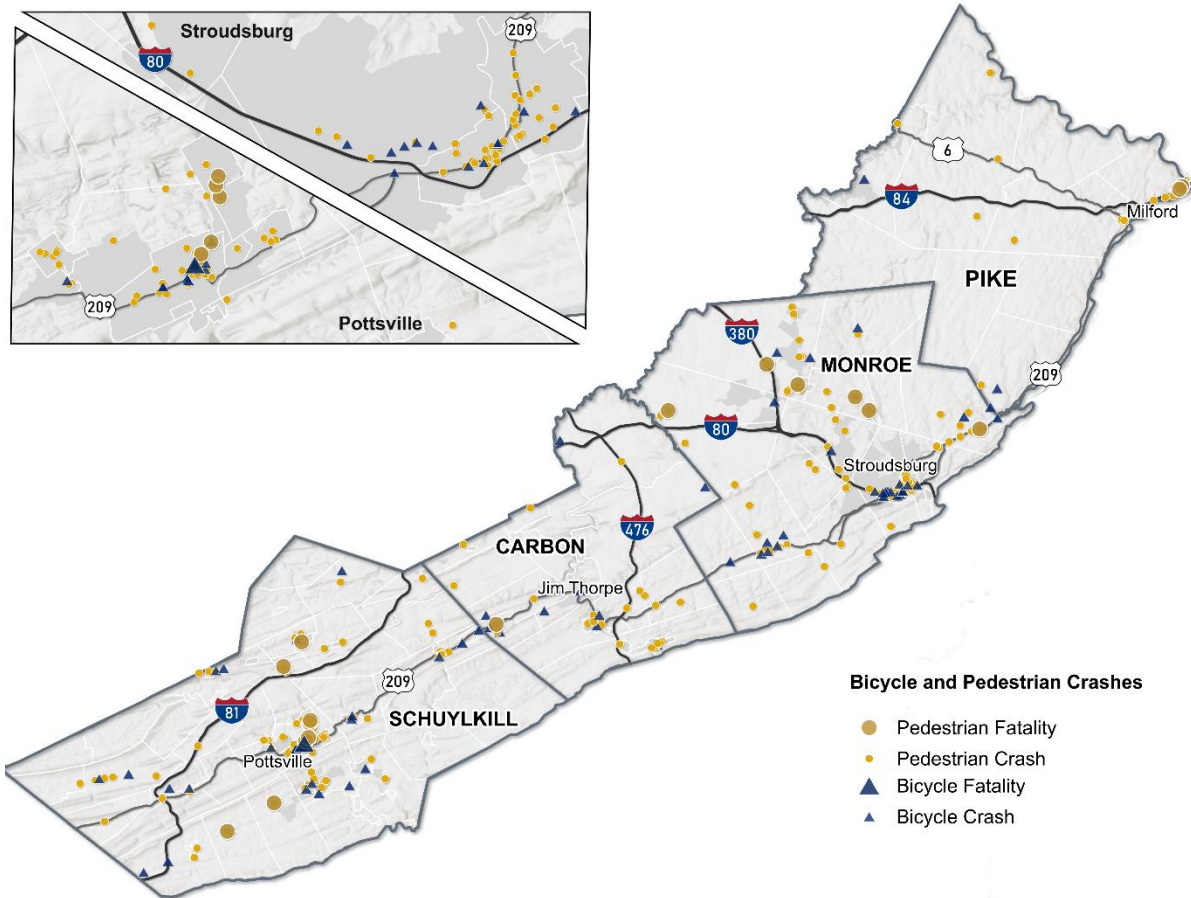 Stroudsburg
209
80
209
Pottsville
6
84
Milford
PIKE
380
MONROE
209
80
Stroudsburg
476
CARBON
Jim Thorpe
209
81
SCHUYLKILL
Pottsville
Bicycle and Pedestrian Crashes
Pedestrian Fatality
Pedestrian Crash
Bicycle Fatality
Bicycle Crash